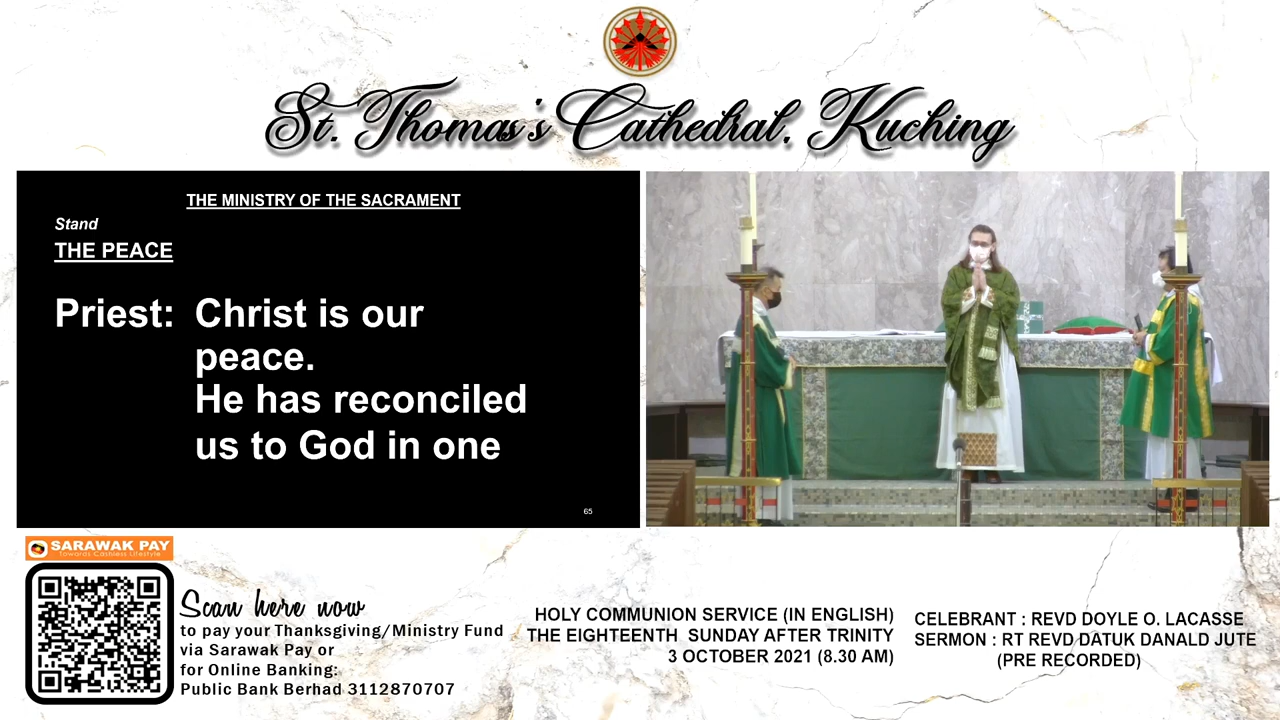 St. Thomas's Cathedral, Kuching
THE MINISTRY OF THE SACRAMENT
Stand
THE PEACE
Priest: Christ is our
peace.
He has reconciled
us to God in one
65
SARAWAK PAY
Towards Cashless Lifestyle
Scan here now
to pay your Thanksgiving/Ministry Fund
via Sarawak Pay or
for Online Banking:
Public Bank Berhad 3112870707
HOLY COMMUNION SERVICE (IN ENGLISH)
THE EIGHTEENTH SUNDAY AFTER TRINITY
3 OCTOBER 2021 (8.30 AM)
CELEBRANT : REVD DOYLE O. LACASSE
SERMON : RT REVD DATUK DANALD JUTE
(PRE RECORDED)